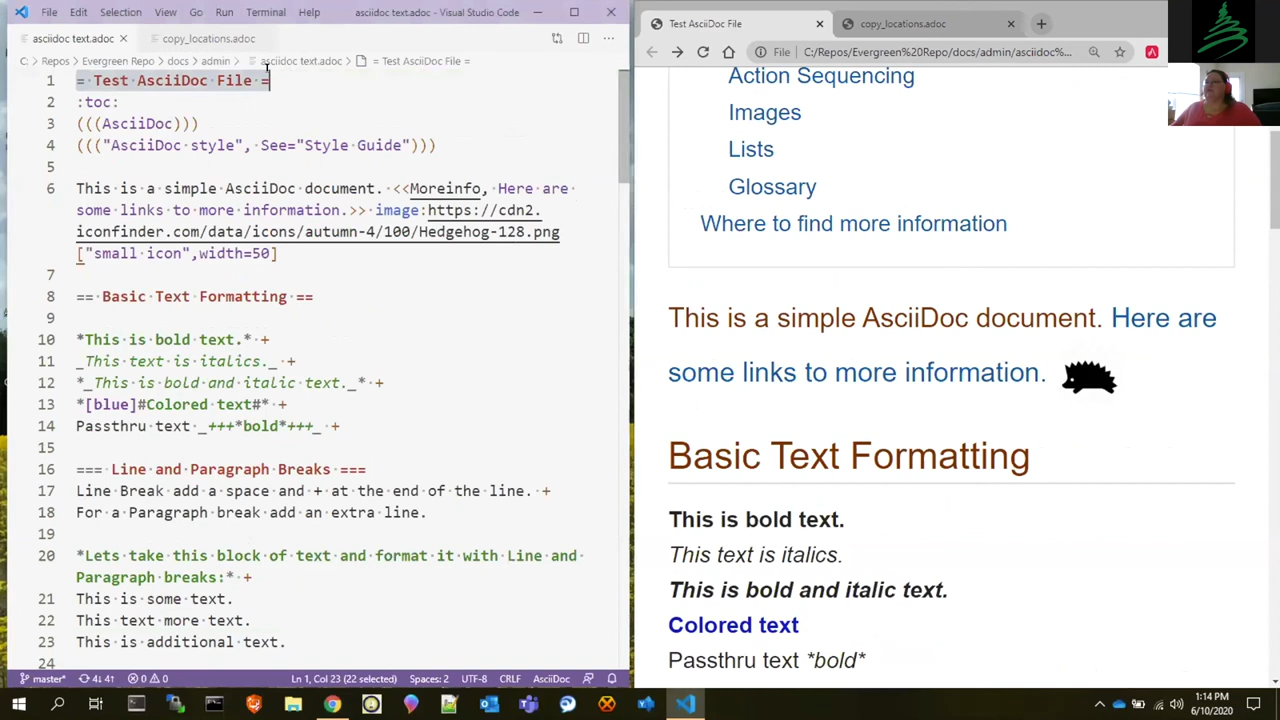 File Edit Selection View Go Run Terminal Help asciidoc text.adoc - Visual Studio Code
asciidoc text.adoc copy_locations.adoc
C: > Repos > Evergreen Repo > docs > admin > asciidoc text.adoc > = Test AsciiDoc File =
1 = Test AsciiDoc File =
2 :toc:
3 (((AsciiDoc)))
4 ((("AsciiDoc style", See="Style Guide")))
5
6 This is a simple AsciiDoc document. <<Moreinfo, Here are
some links to more information.>> image:https://cdn2.
iconfinder.com/data/icons/autumn-4/100/Hedgehog-128.png
["small icon",width=50]
7
8 == Basic Text Formatting ==
9
10 *This is bold text.* +
11 _This text is italics._ +
12 *_This is bold and italic text._* +
13 *[blue]#Colored text#* +
14 Passthru text _+++*bold*+++_ +
15
16 === Line and Paragraph Breaks ===
17 Line Break add a space and + at the end of the line. +
18 For a Paragraph break add an extra line.
19
20 *Lets take this block of text and format it with Line and
Paragraph breaks:* +
21 This is some text.
22 This text more text.
23 This is additional text.
24
master* 4↓ 4↑ 0 0 Ln 1, Col 23 (22 selected) Spaces: 2 UTF-8 CRLF AsciiDoc
Test AsciiDoc File copy_locations.adoc
File C:/Repos/Evergreen%20Repo/docs/admin/asciidoc%...
Action Sequencing
Images
Lists
Glossary
Where to find more information
This is a simple AsciiDoc document. Here are
some links to more information.
Basic Text Formatting
This is bold text.
This text is italics.
This is bold and italic text.
Colored text
Passthru text *bold*
1:14 PM
6/10/2020